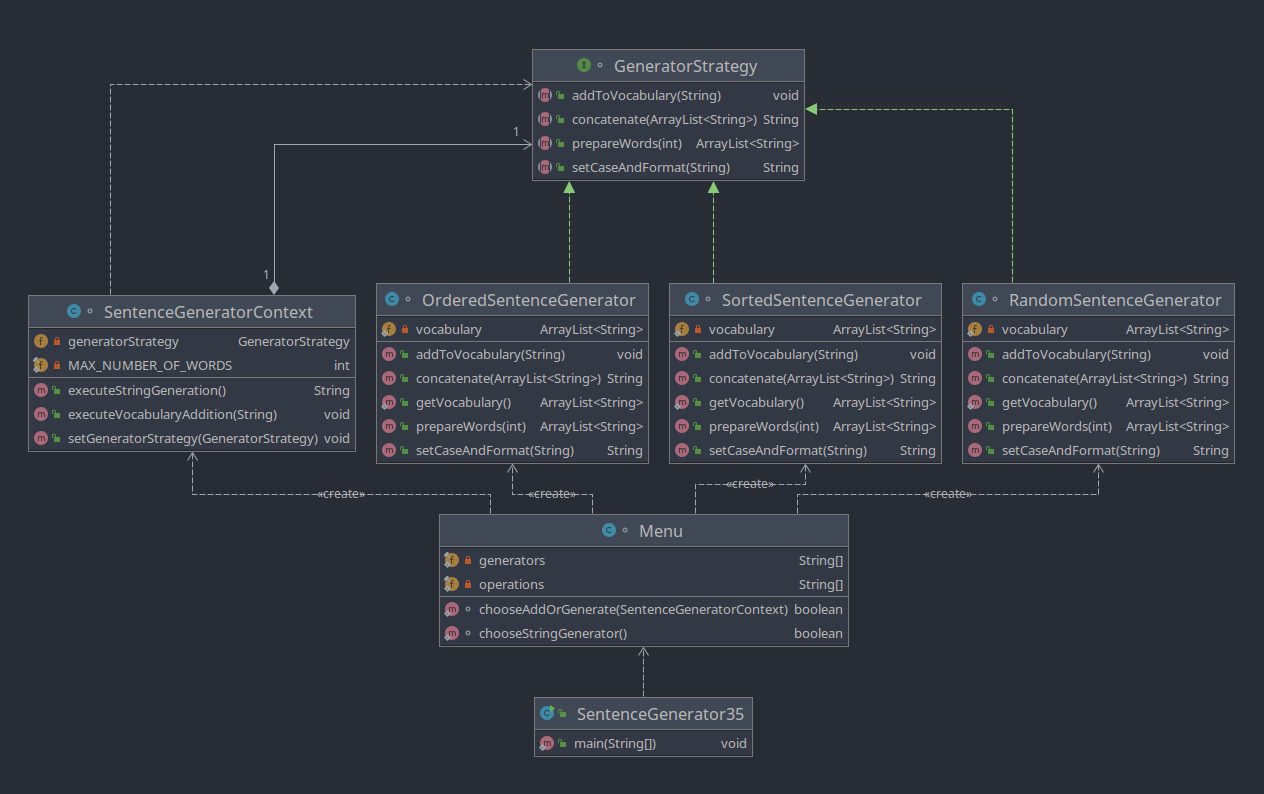 GeneratorStrategy
addToVocabulary(String) void
concatenate(ArrayList<String>) String
prepareWords(int) ArrayList<String>
setCaseAndFormat(String) String
1
1
SentenceGeneratorContext
generatorStrategy GeneratorStrategy
MAX_NUMBER_OF_WORDS int
executeStringGeneration() String
executeVocabularyAddition(String) void
setGeneratorStrategy(GeneratorStrategy) void
OrderedSentenceGenerator
vocabulary ArrayList<String>
addToVocabulary(String) void
concatenate(ArrayList<String>) String
getVocabulary() ArrayList<String>
prepareWords(int) ArrayList<String>
setCaseAndFormat(String) String
SortedSentenceGenerator
vocabulary ArrayList<String>
addToVocabulary(String) void
concatenate(ArrayList<String>) String
getVocabulary() ArrayList<String>
prepareWords(int) ArrayList<String>
setCaseAndFormat(String) String
RandomSentenceGenerator
vocabulary ArrayList<String>
addToVocabulary(String) void
concatenate(ArrayList<String>) String
getVocabulary() ArrayList<String>
prepareWords(int) ArrayList<String>
setCaseAndFormat(String) String
«create»
«create»
«create»
«create»
Menu
generators String[]
operations String[]
chooseAddOrGenerate(SentenceGeneratorContext) boolean
chooseStringGenerator() boolean
SentenceGenerator35
main(String[]) void